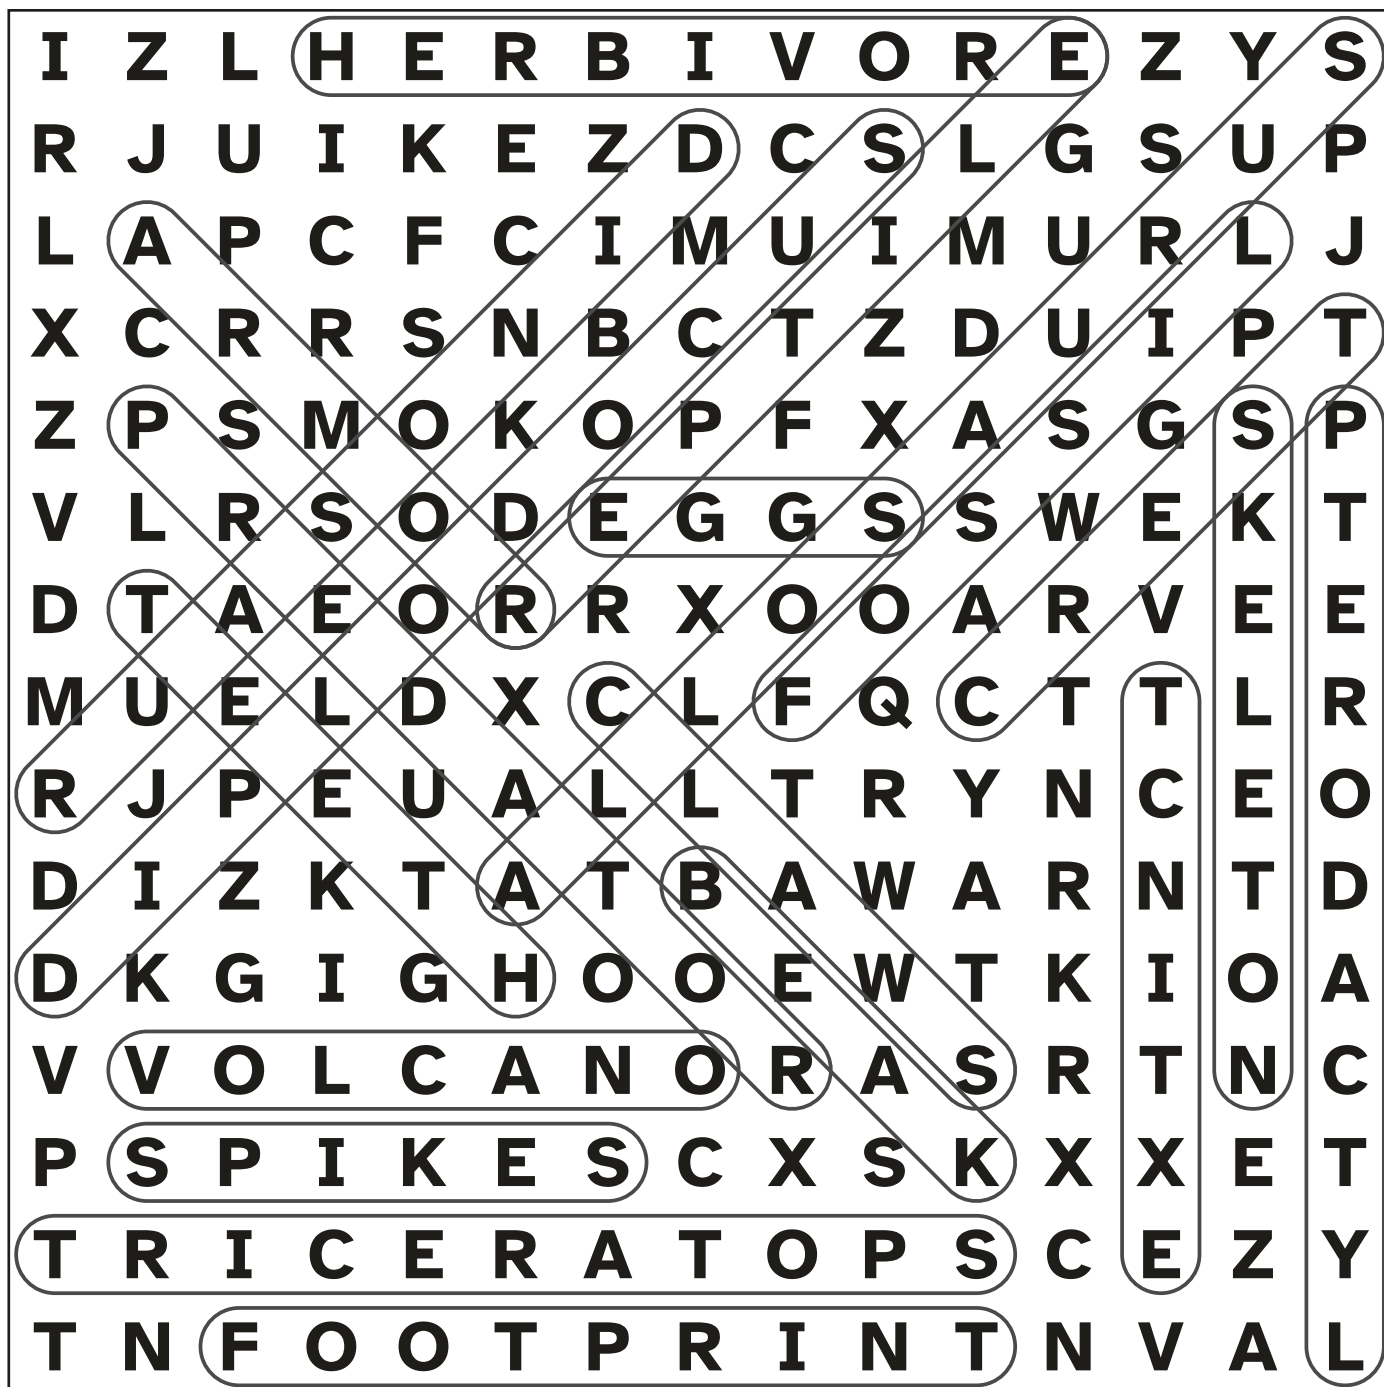 I Z L H E R B I V O R E Z Y S
R J U I K E Z D C S L G S U P
L A P C F C I M U I M U R L J
X C R R S N B C T Z D U I P T
Z P S M O K O P F X A S G S P
V L R S O D E G G S S W E K T
D T A E O R R X O O A R V E E
M U E L D X C L F Q C T T L R
R J P E U A L L T R Y N C E O
D I Z K T A T B A W A R N T D
D K G I G H O O E W T K I O A
V V O L C A N O R A S R T N C
P S P I K E S C X S K X X E T
T R I C E R A T O P S C E Z Y
T N F O O T P R I N T N V A L